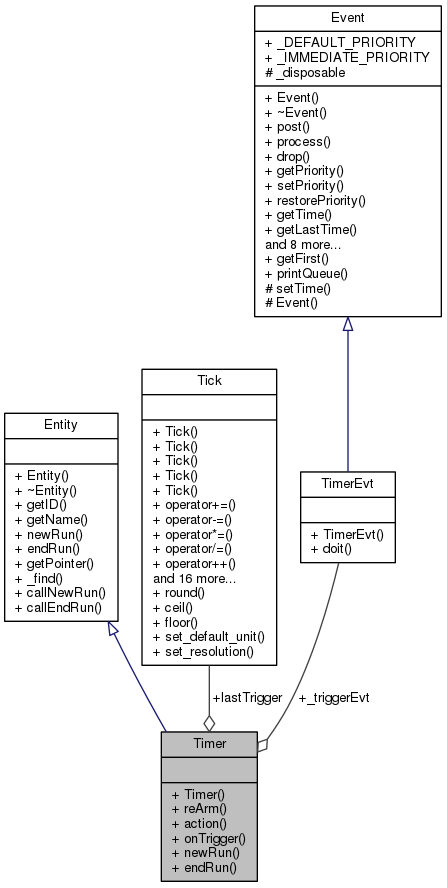 Event
+ _DEFAULT_PRIORITY
+ _IMMEDIATE_PRIORITY
# _disposable
+ Event()
+ ~Event()
+ post()
+ process()
+ drop()
+ getPriority()
+ setPriority()
+ restorePriority()
+ getTime()
+ getLastTime()
and 8 more...
+ getFirst()
+ printQueue()
# setTime()
# Event()
Tick
+ Tick()
+ Tick()
+ Tick()
+ Tick()
+ Tick()
+ operator+=()
+ operator-=()
+ operator*=()
+ operator/=()
+ operator++()
and 16 more...
+ round()
+ ceil()
+ floor()
+ set_default_unit()
+ set_resolution()
Entity
+ Entity()
+ ~Entity()
+ getID()
+ getName()
+ newRun()
+ endRun()
+ getPointer()
+ _find()
+ callNewRun()
+ callEndRun()
TimerEvt
+ TimerEvt()
+ doit()
+lastTrigger
+_triggerEvt
Timer
+ Timer()
+ reArm()
+ action()
+ onTrigger()
+ newRun()
+ endRun()